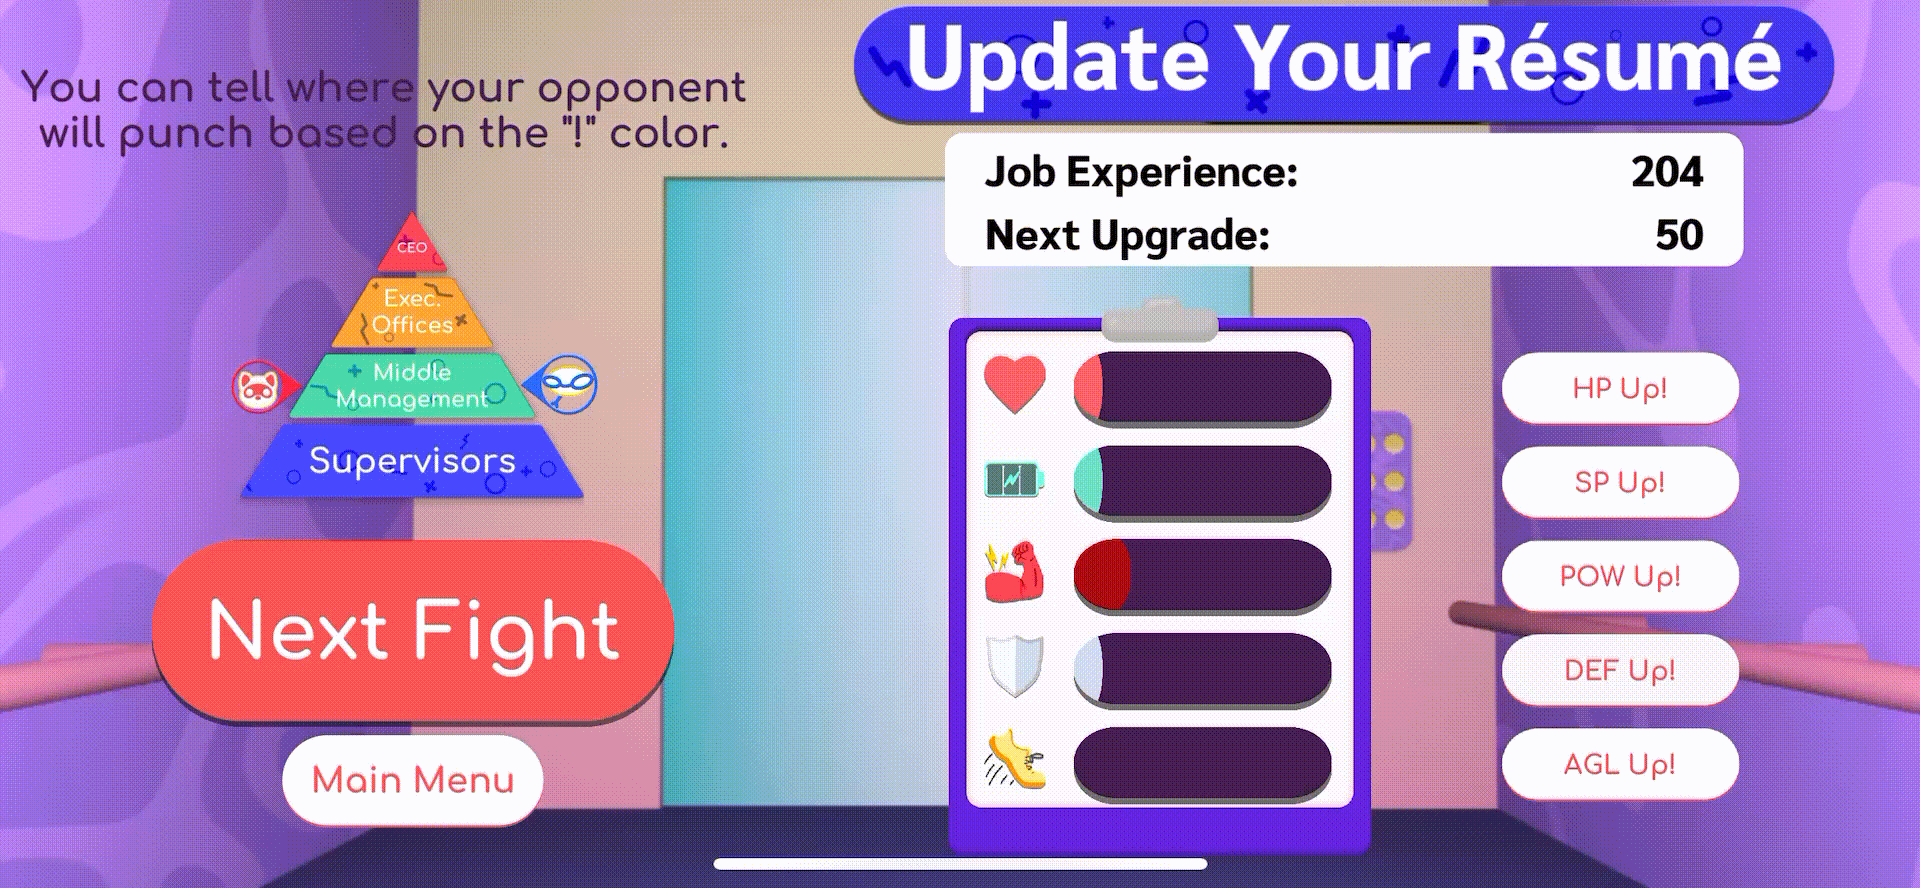 You can tell where your opponent
will punch based on the "!" color.
CEO
Exec.
Offices
Middle
Management
Supervisors
Next Fight
Main Menu
Update Your Résumé
Job Experience: 204
Next Upgrade: 50
HP Up!
SP Up!
POW Up!
DEF Up!
AGL Up!